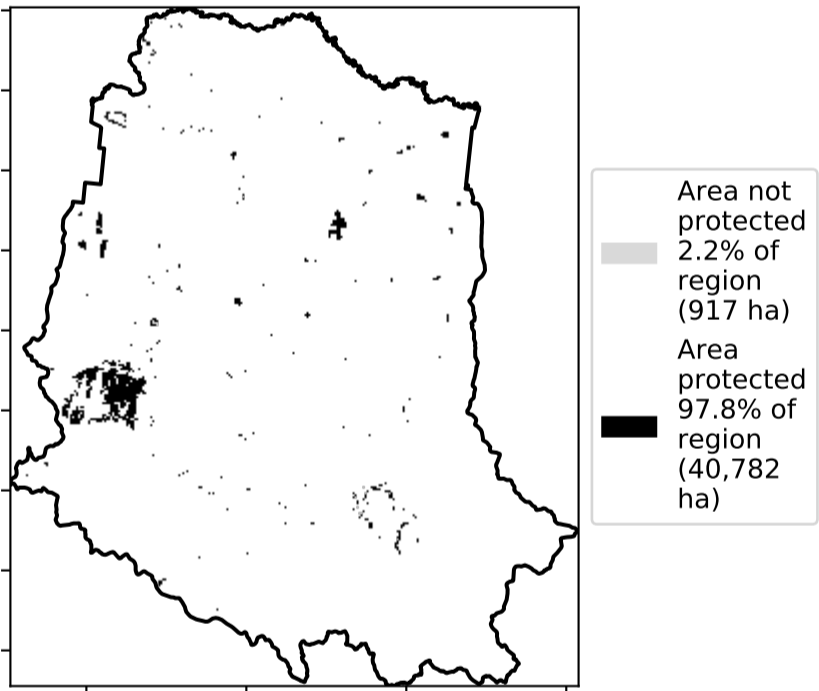 Area not
protected
2.2% of
region
(917 ha)
Area
protected
97.8% of
region
(40,782
ha)